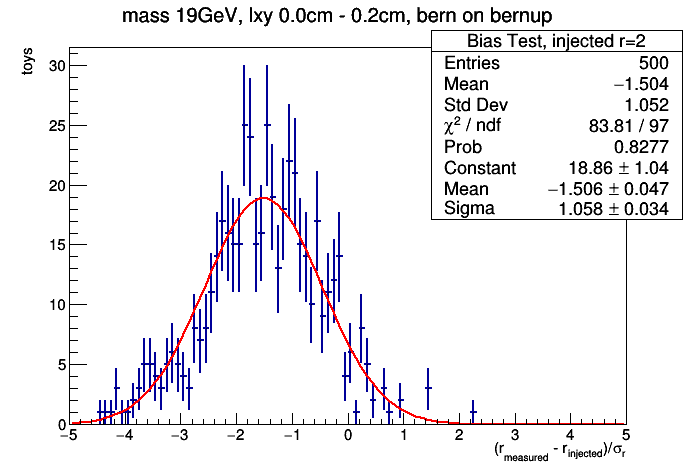 mass 19GeV, lxy 0.0cm - 0.2cm, bern on bernup
Bias Test, injected r=2
Entries 500
Mean −1.504
Std Dev 1.052
χ² / ndf 83.81 / 97
Prob 0.8277
Constant 18.86 ± 1.04
Mean −1.506 ± 0.047
Sigma 1.058 ± 0.034
toys
30
25
20
15
10
5
0
−5 −4 −3 −2 −1 0 1 2 3 4 5
(r_measured - r_injected)/σ_r